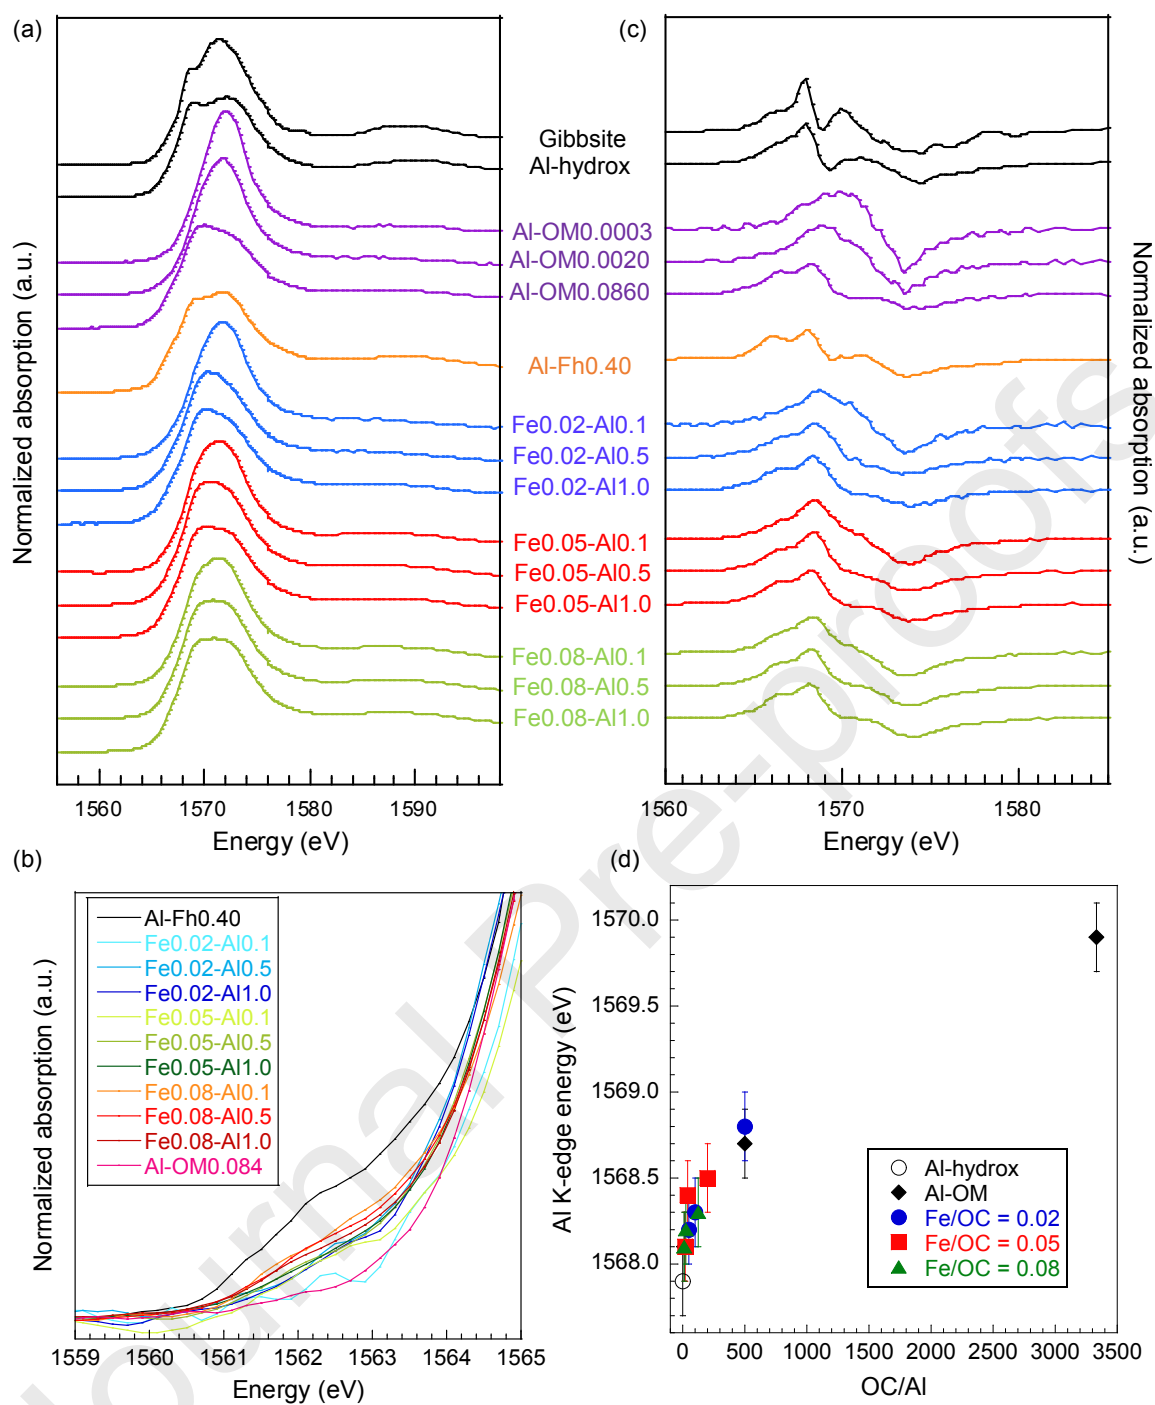 (a)
(c)
Gibbsite
Al-hydrox
Al-OM0.0003
Al-OM0.0020
Al-OM0.0860
Al-Fh0.40
Fe0.02-Al0.1
Fe0.02-Al0.5
Fe0.02-Al1.0
Fe0.05-Al0.1
Fe0.05-Al0.5
Fe0.05-Al1.0
Fe0.08-Al0.1
Fe0.08-Al0.5
Fe0.08-Al1.0
Normalized absorption (a.u.)
Normalized absorption (a.u.)
1560 1570 1580 1590
Energy (eV)
1560 1570 1580
Energy (eV)
(b)
Al-Fh0.40
Fe0.02-Al0.1
Fe0.02-Al0.5
Fe0.02-Al1.0
Fe0.05-Al0.1
Fe0.05-Al0.5
Fe0.05-Al1.0
Fe0.08-Al0.1
Fe0.08-Al0.5
Fe0.08-Al1.0
Al-OM0.084
Normalized absorption (a.u.)
1559 1560 1561 1562 1563 1564 1565
Energy (eV)
(d)
1570.0
1569.5
1569.0
1568.5
1568.0
Al K-edge energy (eV)
Al-hydrox
Al-OM
Fe/OC = 0.02
Fe/OC = 0.05
Fe/OC = 0.08
0 500 1000 1500 2000 2500 3000 3500
OC/Al
Journal Pre-proofs